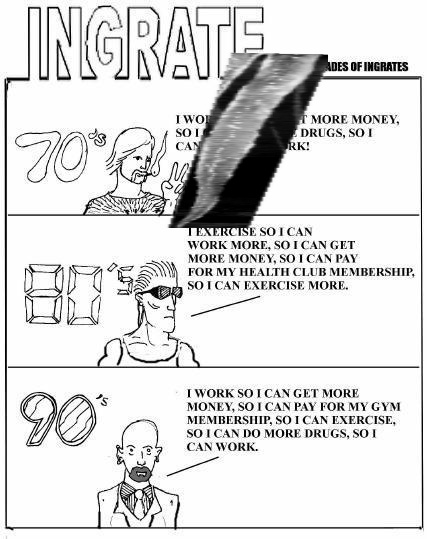 INGRATE
ADES OF INGRATES
70's
I WO T MORE MONEY,
SO I DRUGS, SO I
CAN RK!
80's
I EXERCISE SO I CAN
WORK MORE, SO I CAN GET
MORE MONEY, SO I CAN PAY
FOR MY HEALTH CLUB MEMBERSHIP,
SO I CAN EXERCISE MORE.
90's
I WORK SO I CAN GET MORE
MONEY, SO I CAN PAY FOR MY GYM
MEMBERSHIP, SO I CAN EXERCISE,
SO I CAN DO MORE DRUGS, SO I
CAN WORK.